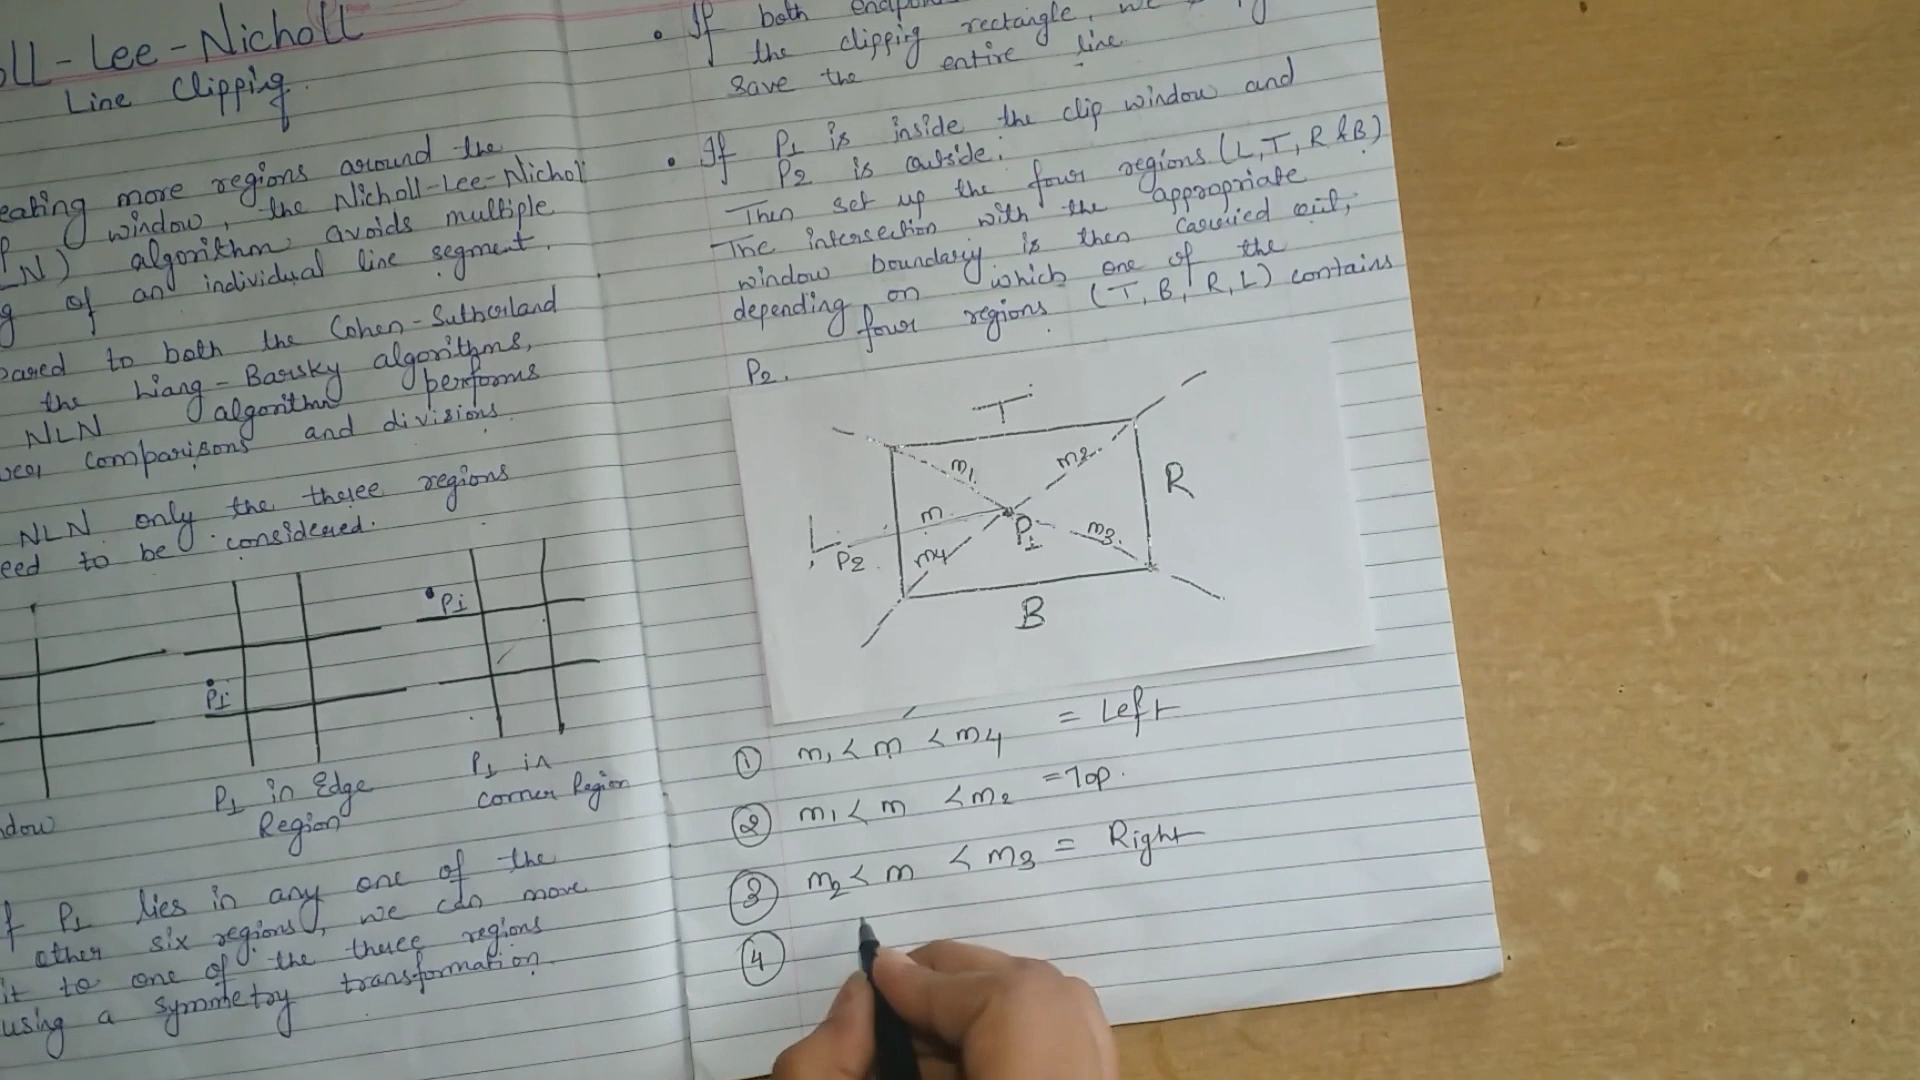 oll-Lee-Nicholl
Line Clipping.
eating more regions around the
window, the Nicholl-Lee-Nicholl
LN) algorithm avoids multiple
g of an individual line segment.
pared to both the Cohen-Sutherland
the Liang-Barsky algorithms,
NLN algorithm performs
wer comparisons and divisions.
NLN only the three regions
eed to be considered.
P1
P1
dow
P1 in Edge
Region
P1 in
corner Region
f P1 lies in any one of the
other six regions, we can move
it to one of the three regions
using a symmetry transformation.
• If both
the clipping rectangle, we
save the entire line
• If P1 is inside the clip window and
P2 is outside.
Then set up the four regions (L, T, R & B)
The intersection with the appropriate
window boundary is then carried out,
depending on which one of the
four regions (T, B, R, L) contains
P2.
T
m1
m2
R
L
m
P1
m3
P2
m4
B
① m1 < m < m4 = Left
② m1 < m < m2 = Top.
③ m2 < m < m3 = Right
④